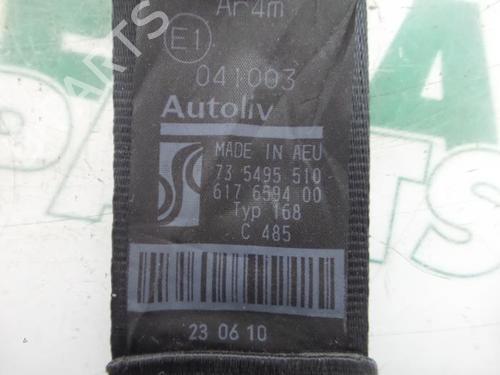 Ar4m
E1
041003
Autoliv
MADE IN AEU
73 5495 510
617 6594 00
Typ 168
C 485
23 06 10